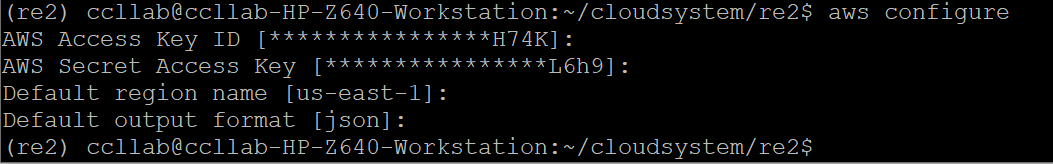 (re2) ccllab@ccllab-HP-Z640-Workstation:~/cloudsystem/re2$ aws configure
AWS Access Key ID [****************H74K]:
AWS Secret Access Key [****************L6h9]:
Default region name [us-east-1]:
Default output format [json]:
(re2) ccllab@ccllab-HP-Z640-Workstation:~/cloudsystem/re2$